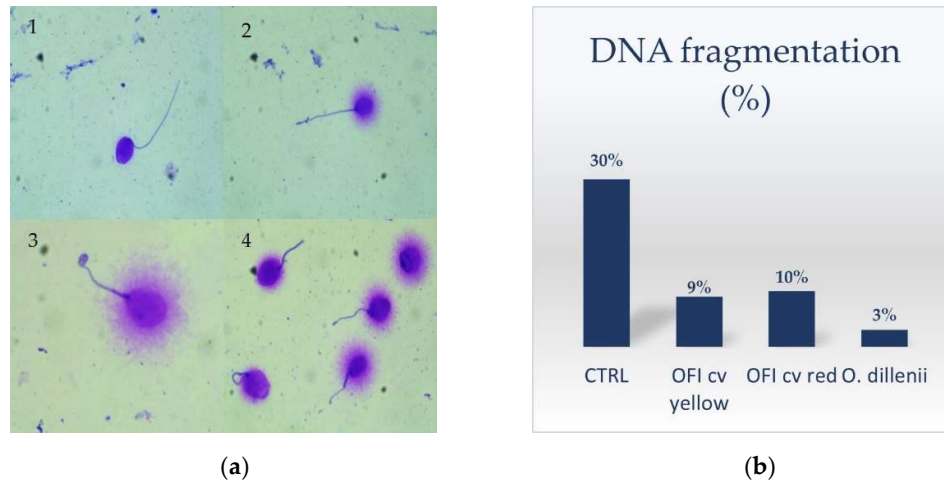 1
2
3
4
(a)
DNA fragmentation
(%)
30%
9%
10%
3%
CTRL
OFI cv
yellow
OFI cv red
O. dillenii
(b)